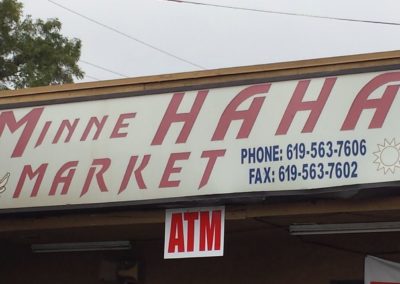 MINNE HAHA
MARKET
PHONE: 619-563-7606
FAX: 619-563-7602
ATM